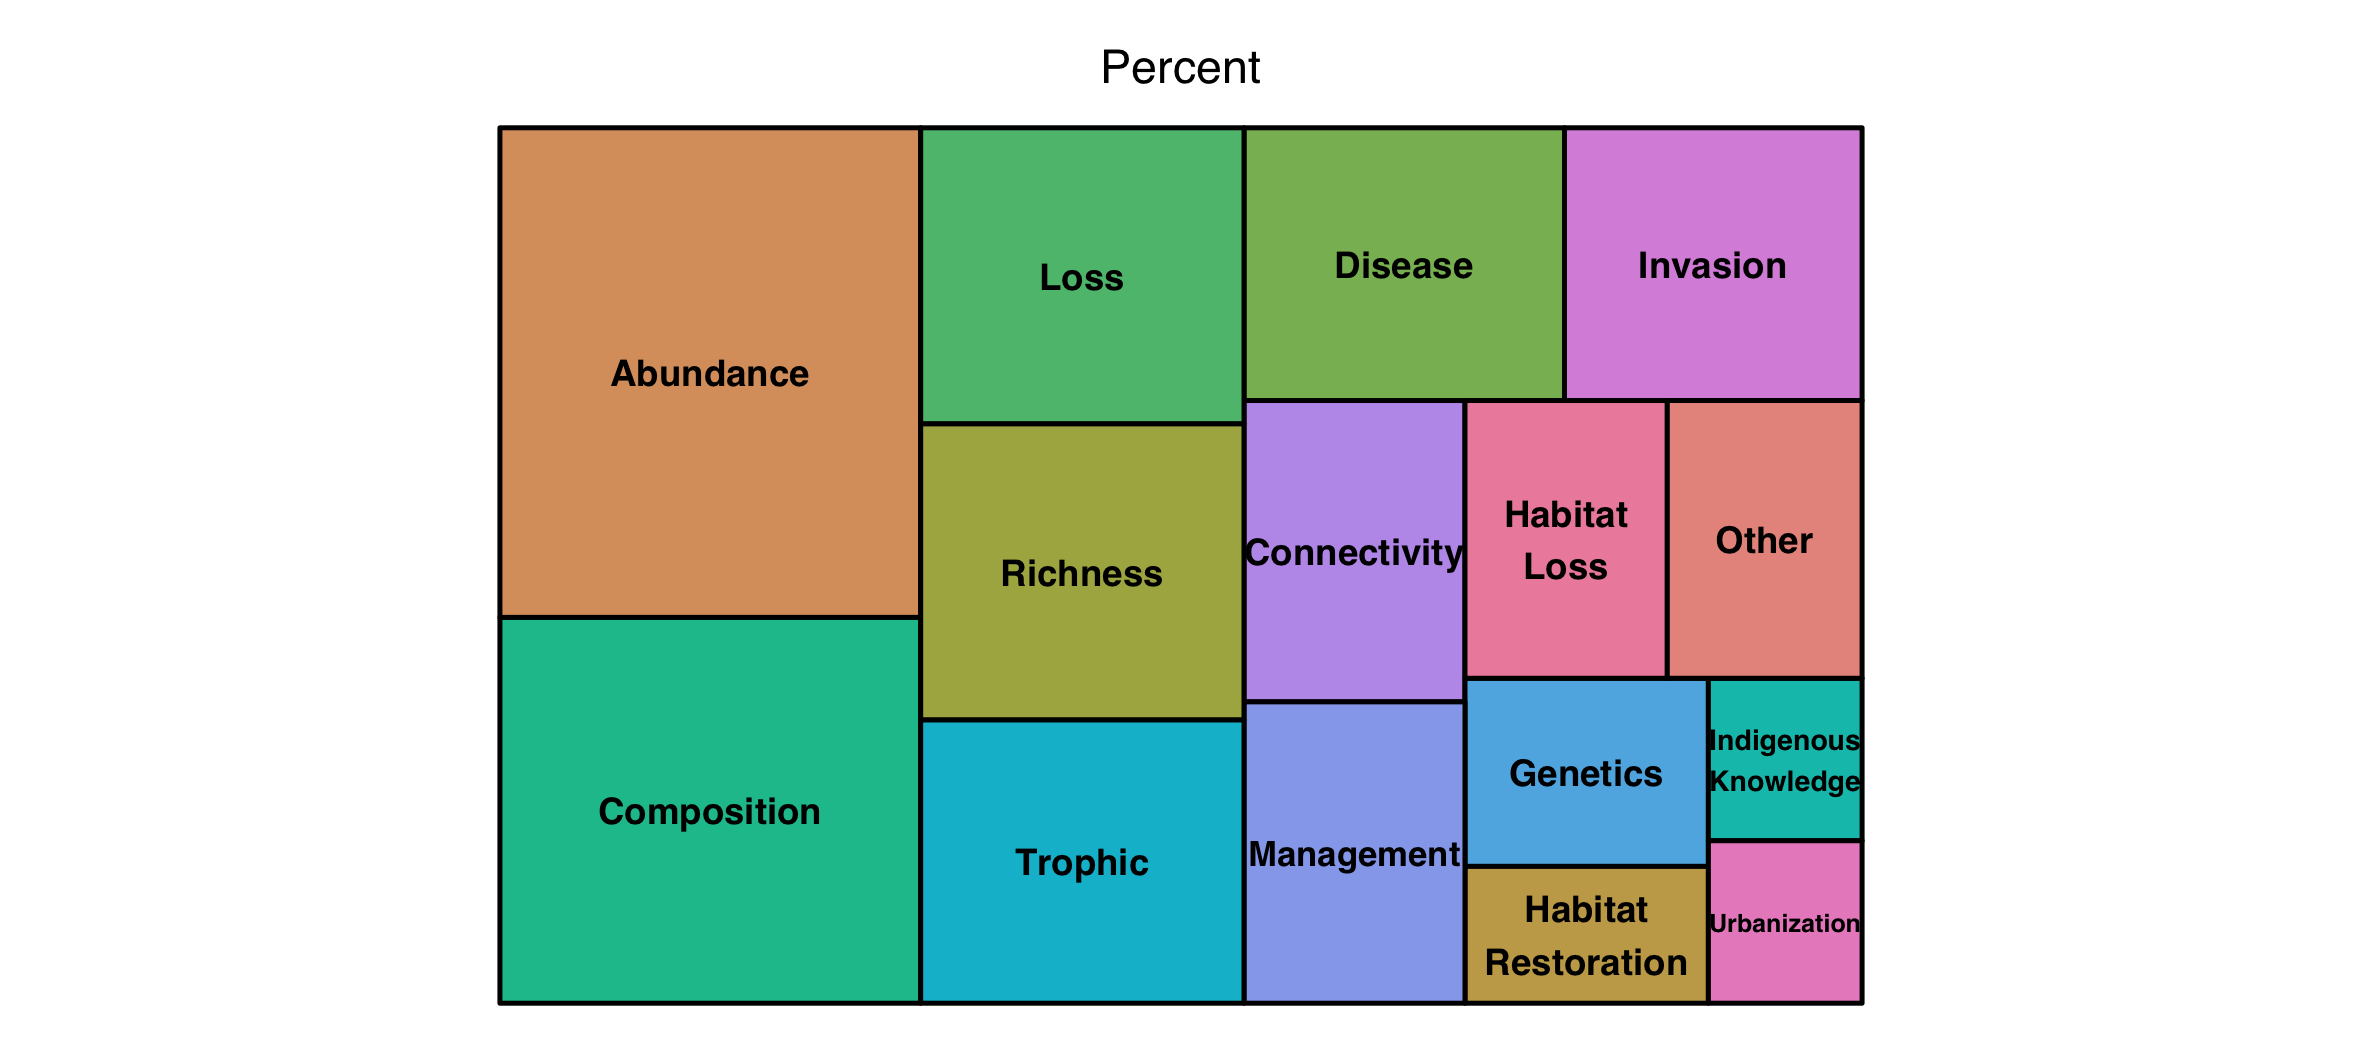 Percent
Abundance
Composition
Loss
Richness
Trophic
Disease
Invasion
Connectivity
Management
Habitat
Loss
Other
Genetics
Habitat
Restoration
Indigenous
Knowledge
Urbanization